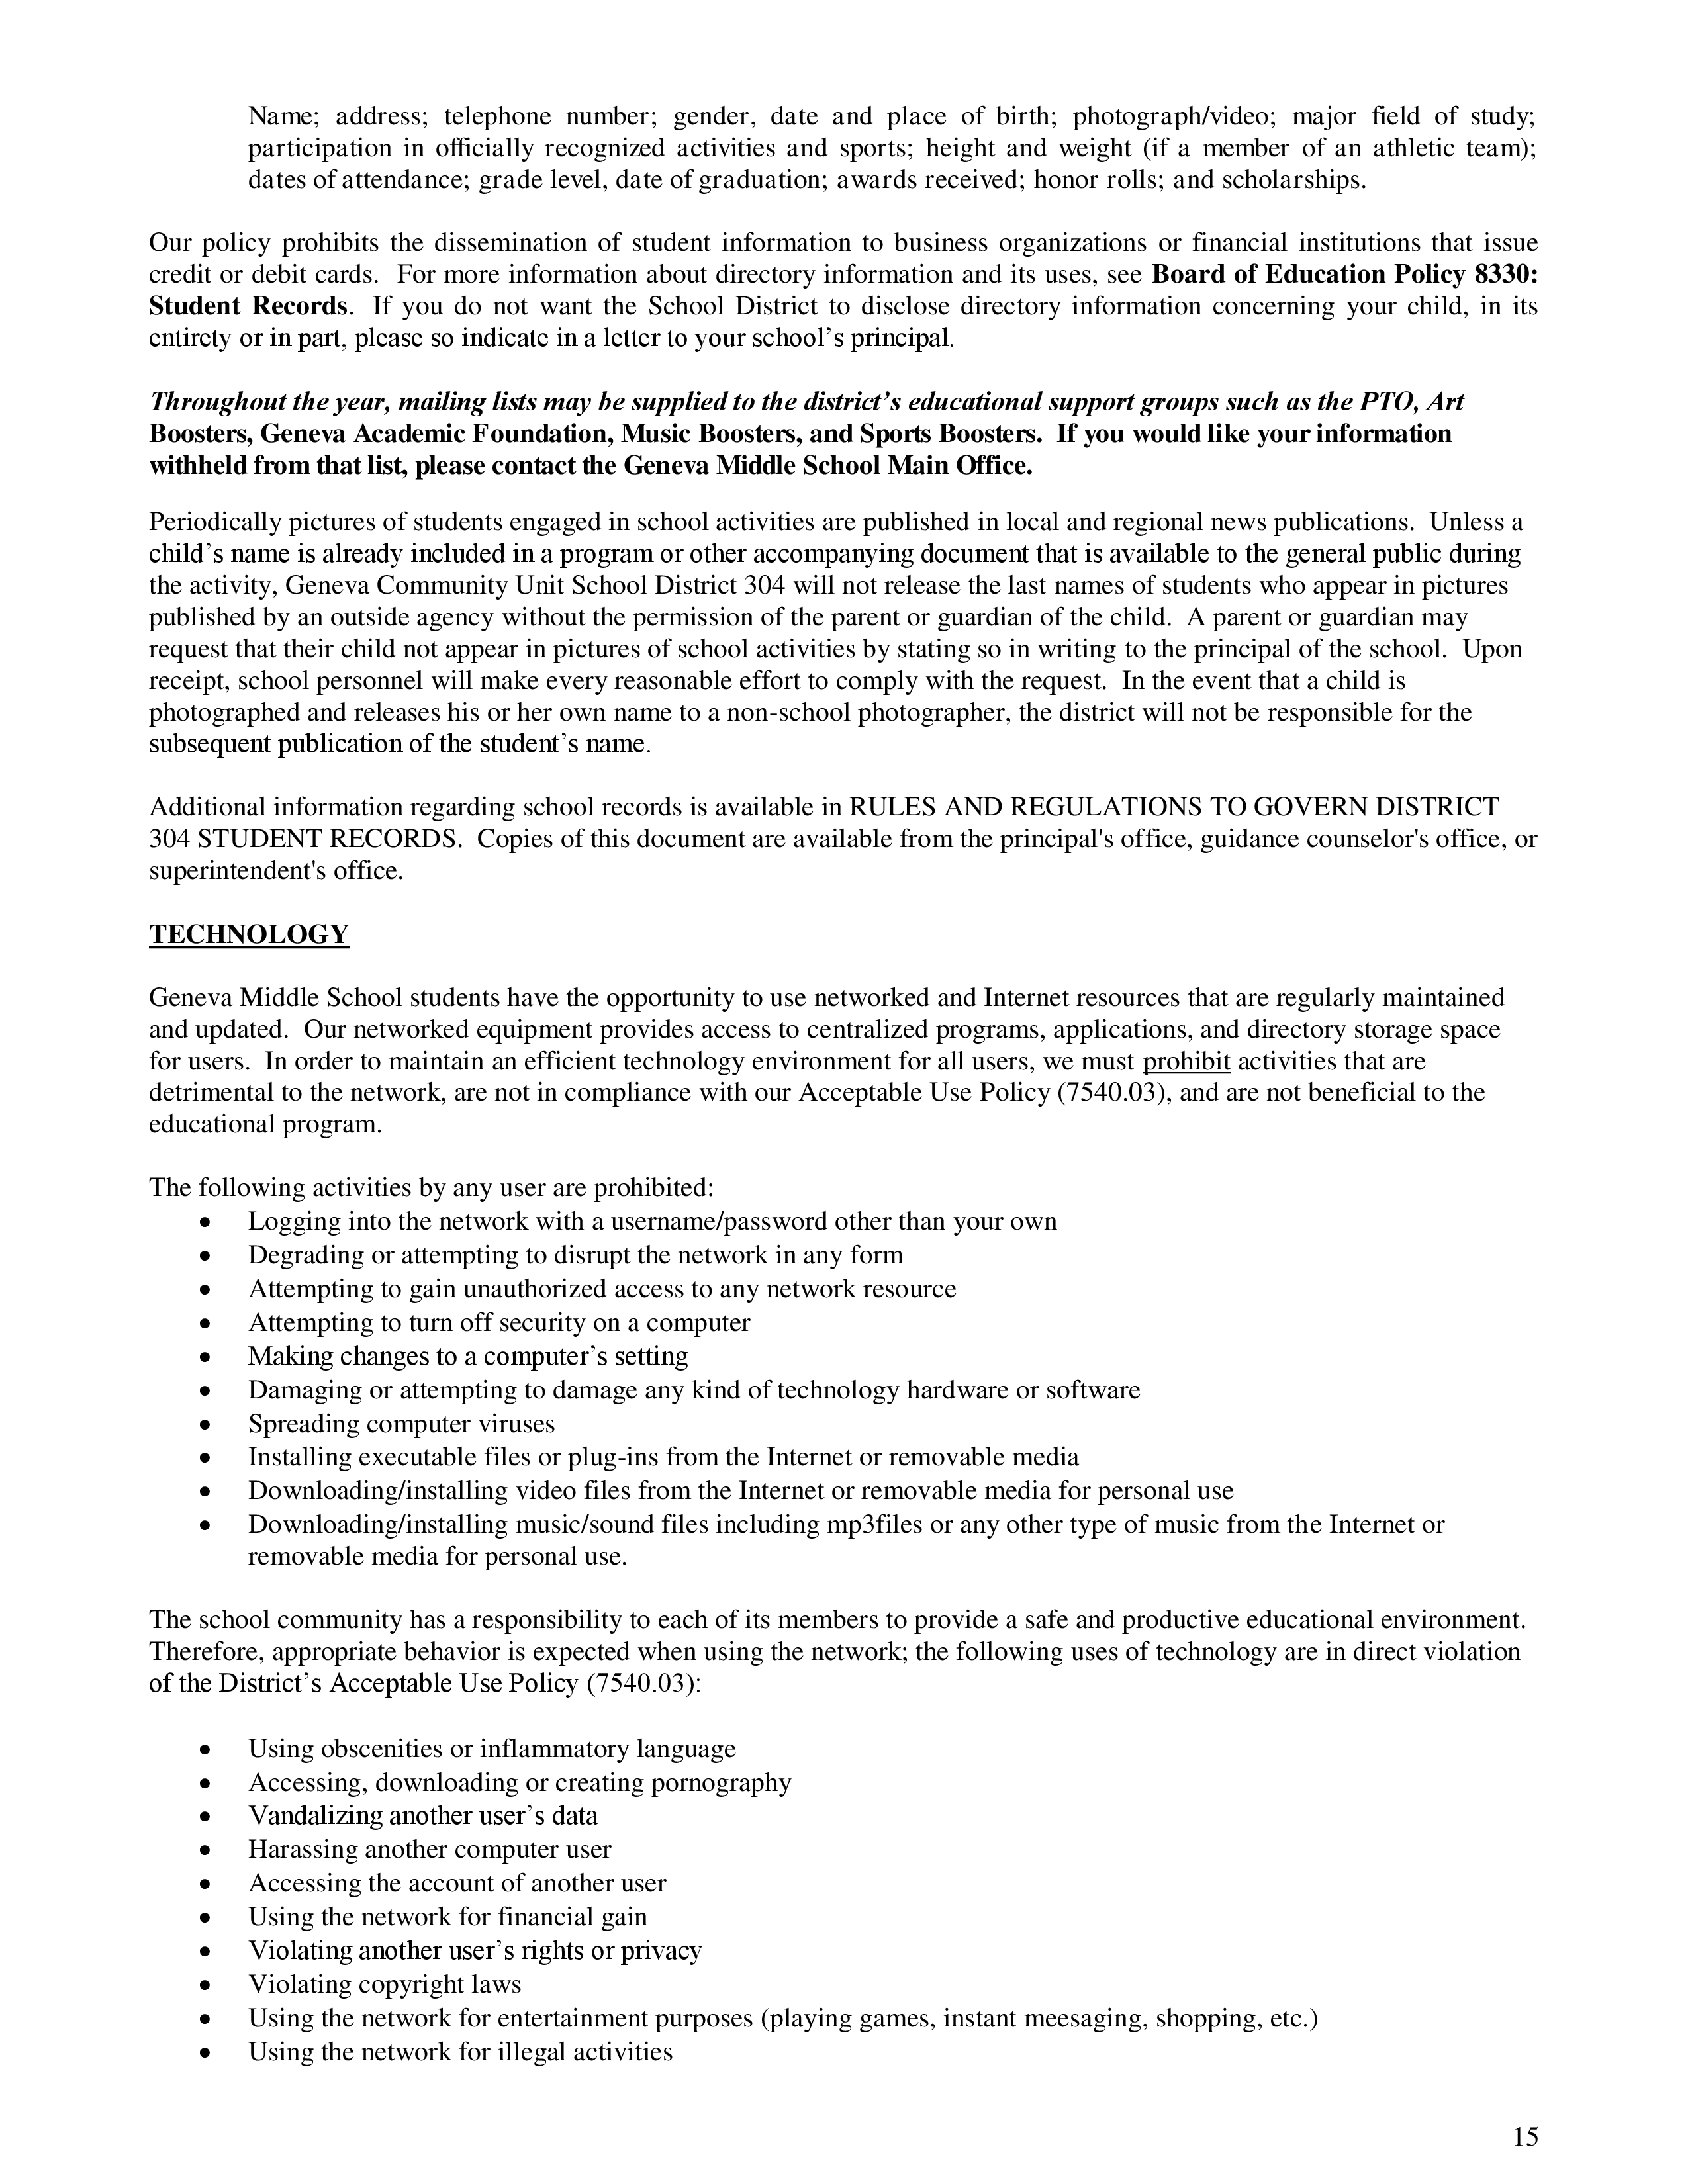 Name; address; telephone number; gender, date and place of birth; photograph/video; major field of study;
participation in officially recognized activities and sports; height and weight (if a member of an athletic team);
dates of attendance; grade level, date of graduation; awards received; honor rolls; and scholarships.
Our policy prohibits the dissemination of student information to business organizations or financial institutions that issue
credit or debit cards.  For more information about directory information and its uses, see Board of Education Policy 8330:
Student Records.  If you do not want the School District to disclose directory information concerning your child, in its
entirety or in part, please so indicate in a letter to your school’s principal.
Throughout the year, mailing lists may be supplied to the district’s educational support groups such as the PTO, Art
Boosters, Geneva Academic Foundation, Music Boosters, and Sports Boosters.  If you would like your information
withheld from that list, please contact the Geneva Middle School Main Office.
Periodically pictures of students engaged in school activities are published in local and regional news publications.  Unless a
child’s name is already included in a program or other accompanying document that is available to the general public during
the activity, Geneva Community Unit School District 304 will not release the last names of students who appear in pictures
published by an outside agency without the permission of the parent or guardian of the child.  A parent or guardian may
request that their child not appear in pictures of school activities by stating so in writing to the principal of the school.  Upon
receipt, school personnel will make every reasonable effort to comply with the request.  In the event that a child is
photographed and releases his or her own name to a non-school photographer, the district will not be responsible for the
subsequent publication of the student’s name.
Additional information regarding school records is available in RULES AND REGULATIONS TO GOVERN DISTRICT
304 STUDENT RECORDS.  Copies of this document are available from the principal's office, guidance counselor's office, or
superintendent's office.
TECHNOLOGY
Geneva Middle School students have the opportunity to use networked and Internet resources that are regularly maintained
and updated.  Our networked equipment provides access to centralized programs, applications, and directory storage space
for users.  In order to maintain an efficient technology environment for all users, we must prohibit activities that are
detrimental to the network, are not in compliance with our Acceptable Use Policy (7540.03), and are not beneficial to the
educational program.
The following activities by any user are prohibited:
• Logging into the network with a username/password other than your own
• Degrading or attempting to disrupt the network in any form
• Attempting to gain unauthorized access to any network resource
• Attempting to turn off security on a computer
• Making changes to a computer’s setting
• Damaging or attempting to damage any kind of technology hardware or software
• Spreading computer viruses
• Installing executable files or plug-ins from the Internet or removable media
• Downloading/installing video files from the Internet or removable media for personal use
• Downloading/installing music/sound files including mp3files or any other type of music from the Internet or
removable media for personal use.
The school community has a responsibility to each of its members to provide a safe and productive educational environment.
Therefore, appropriate behavior is expected when using the network; the following uses of technology are in direct violation
of the District’s Acceptable Use Policy (7540.03):
• Using obscenities or inflammatory language
• Accessing, downloading or creating pornography
• Vandalizing another user’s data
• Harassing another computer user
• Accessing the account of another user
• Using the network for financial gain
• Violating another user’s rights or privacy
• Violating copyright laws
• Using the network for entertainment purposes (playing games, instant meesaging, shopping, etc.)
• Using the network for illegal activities
15